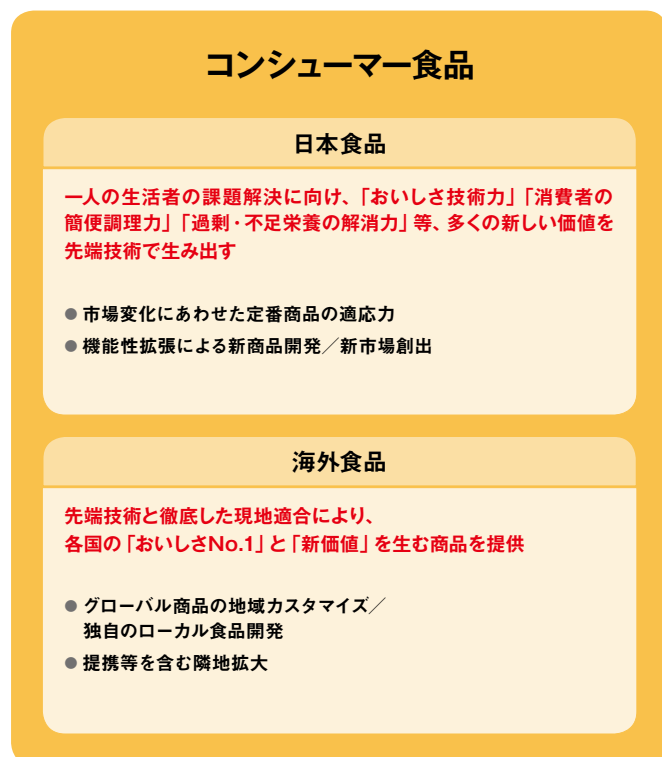 コンシューマー食品
日本食品
一人の生活者の課題解決に向け、「おいしさ技術力」「消費者の
簡便調理力」「過剰・不足栄養の解消力」等、多くの新しい価値を
先端技術で生み出す
● 市場変化にあわせた定番商品の適応力
● 機能性拡張による新商品開発／新市場創出
海外食品
先端技術と徹底した現地適合により、
各国の「おいしさNo.1」と「新価値」を生む商品を提供
● グローバル商品の地域カスタマイズ／
独自のローカル食品開発
● 提携等を含む隣地拡大